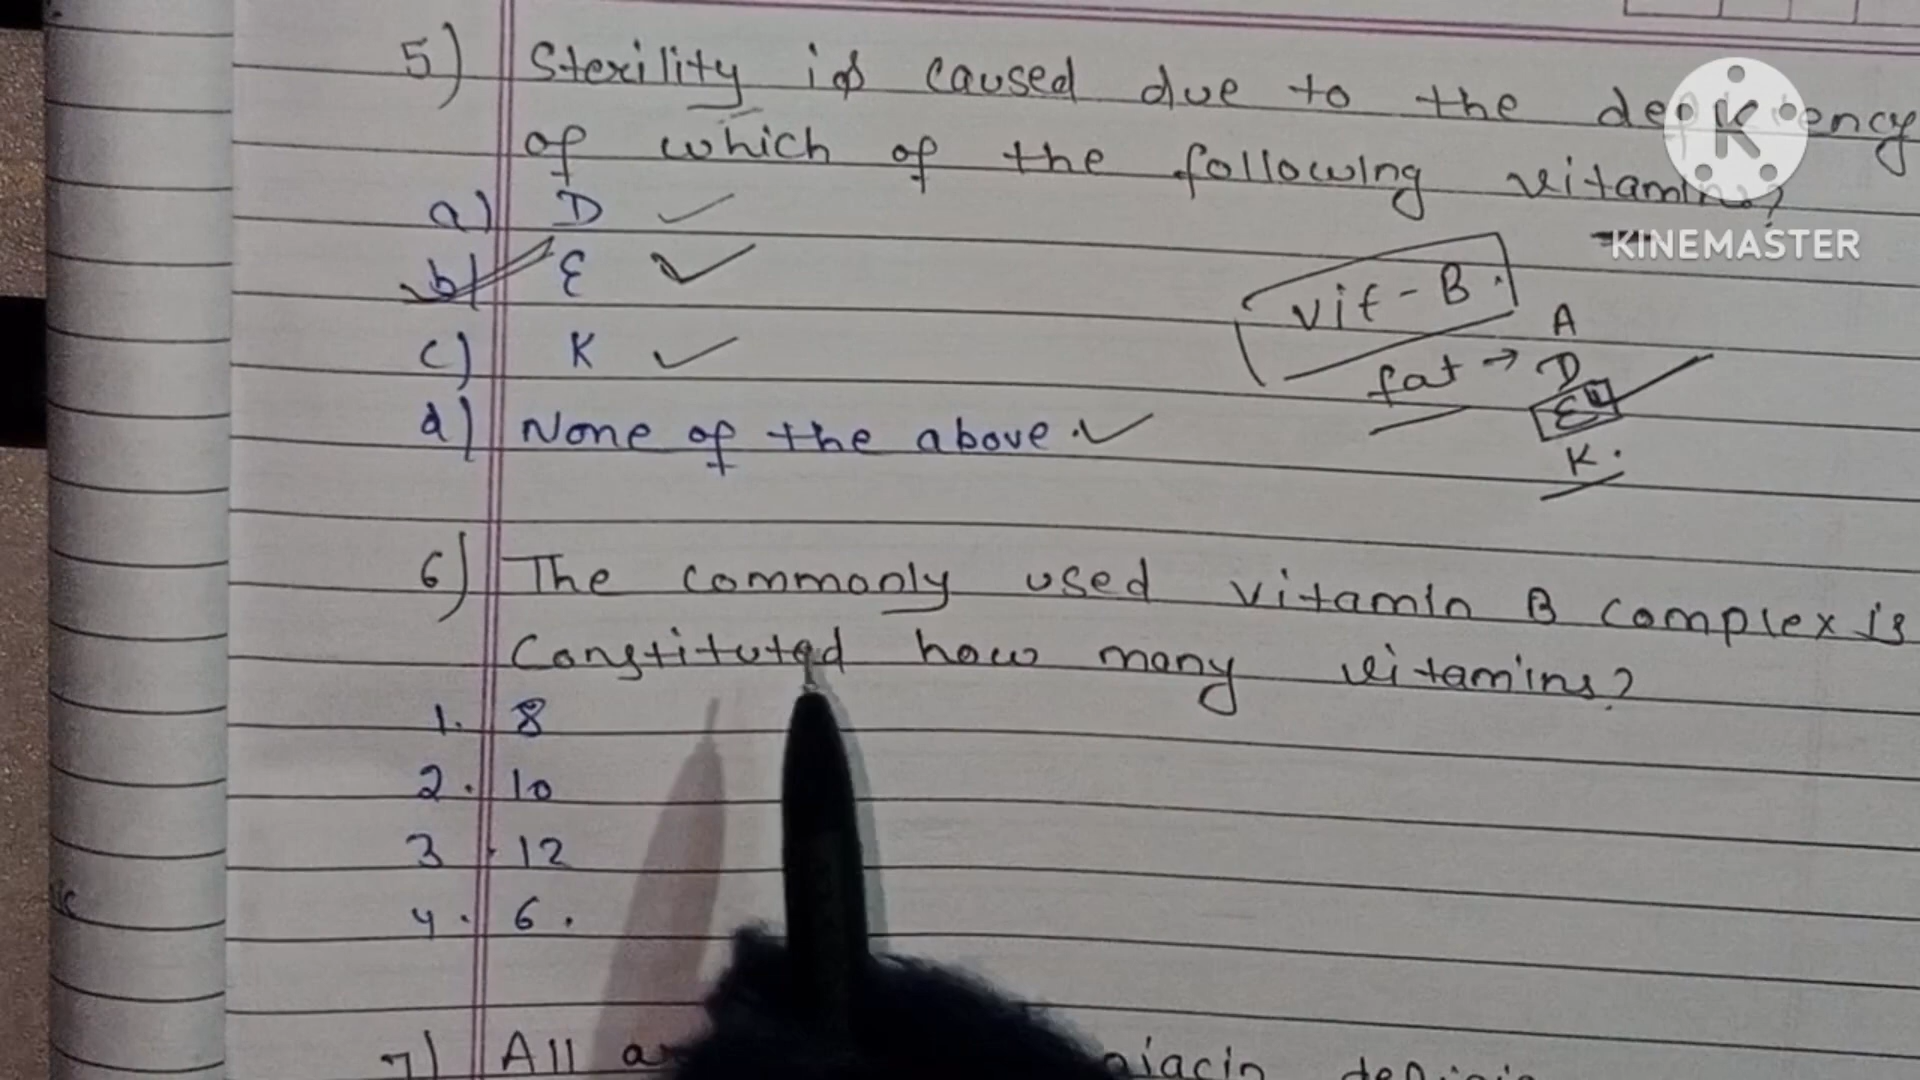 5) Sterility is caused due to the
of which of the following vitamins?
a) D
b) E
c) K
d) None of the above.
vit-B.
fat → A
D
E
K.
K
KINEMASTER
6) The commonly used vitamin B complex is
Constituted how many vitamins?
1. 8
2. 10
3. 12
4. 6.
7) All